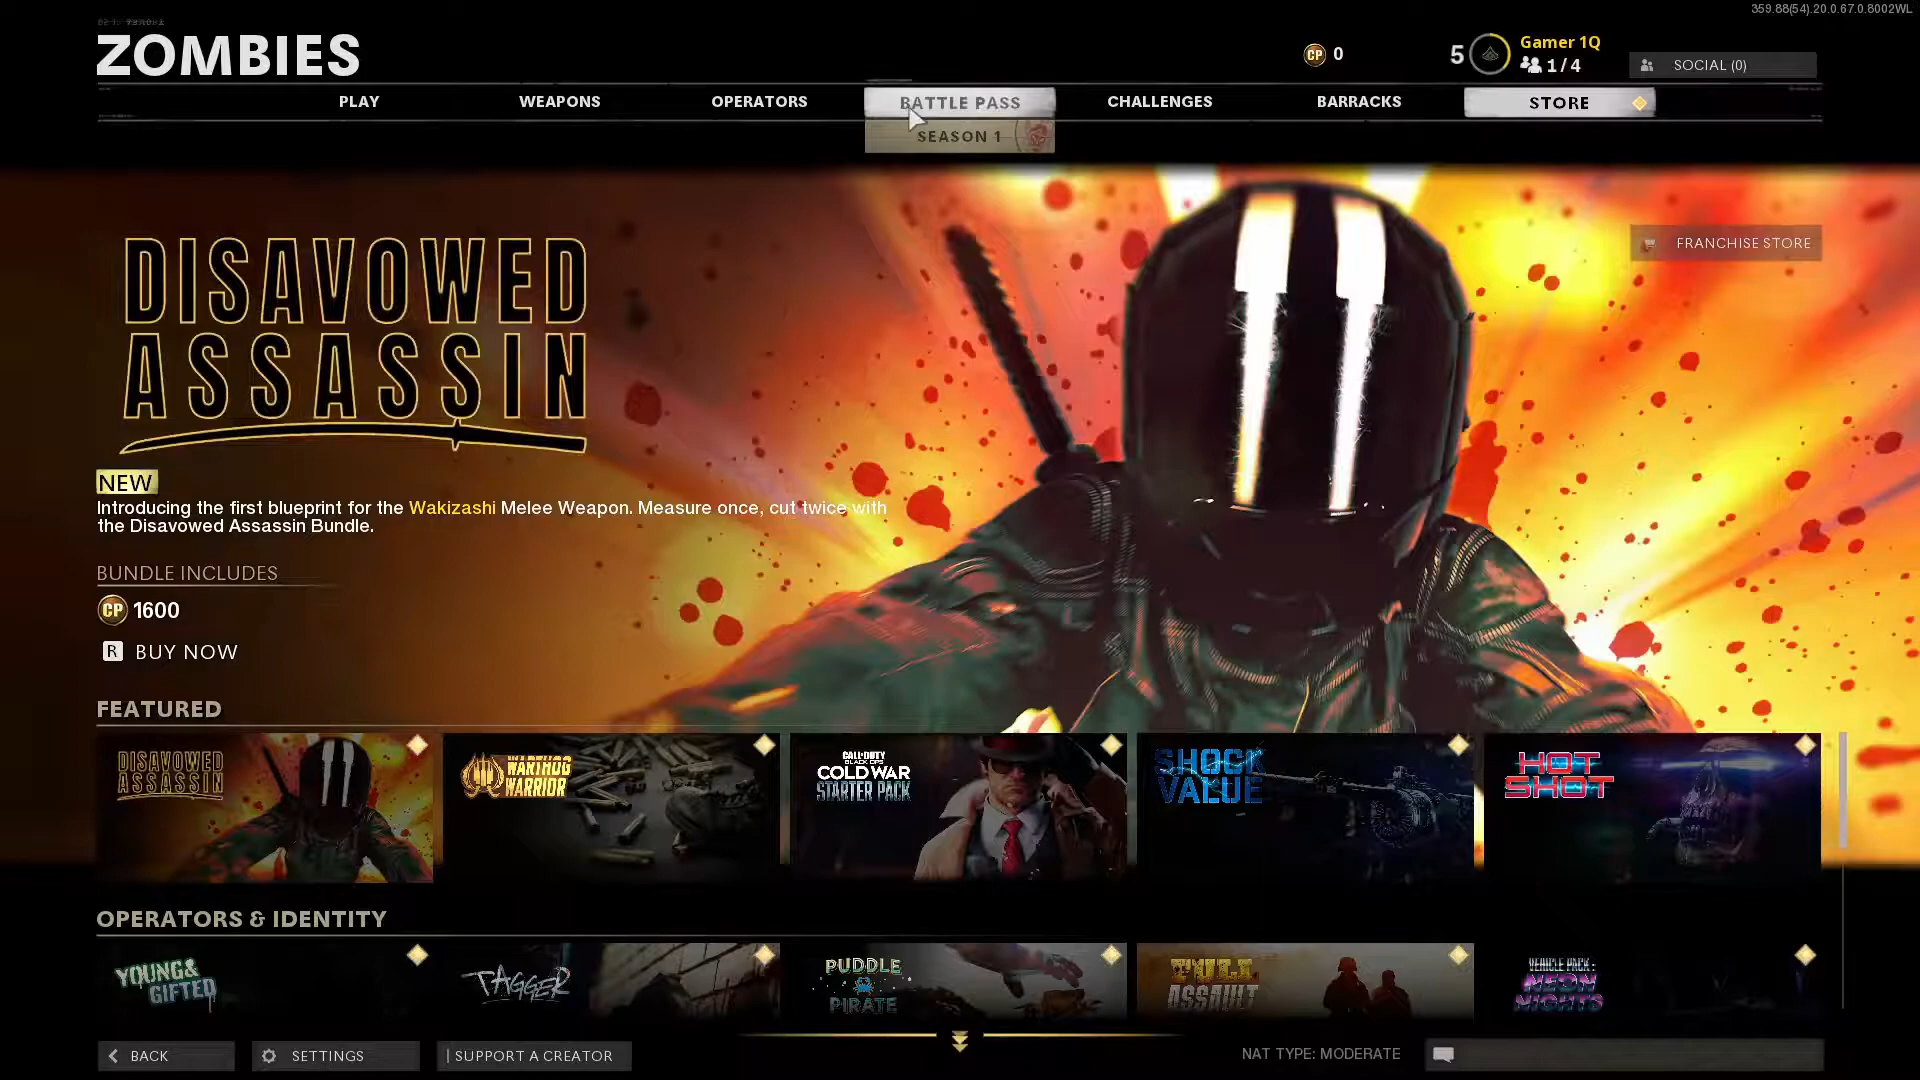 359.88(54).20.0.67.0.8002WL
ZOMBIES
CP 0
5
Gamer 1Q
1 / 4
SOCIAL (0)
PLAY
WEAPONS
OPERATORS
BATTLE PASS
CHALLENGES
BARRACKS
STORE
SEASON 1
FRANCHISE STORE
DISAVOWED
ASSASSIN
NEW
Introducing the first blueprint for the Wakizashi Melee Weapon. Measure once, cut twice with
the Disavowed Assassin Bundle.
BUNDLE INCLUDES
CP 1600
R BUY NOW
FEATURED
DISAVOWED
ASSASSIN
WARTHOG
WARRIOR
CALL OF DUTY
BLACK OPS
COLD WAR
STARTER PACK
SHOCK
VALUE
HOT
SHOT
OPERATORS & IDENTITY
YOUNG&
GIFTED
TAGGER
PUDDLE
PIRATE
FULL
ASSAULT
VEHICLE PACK:
NEON
NIGHTS
BACK
SETTINGS
SUPPORT A CREATOR
NAT TYPE: MODERATE